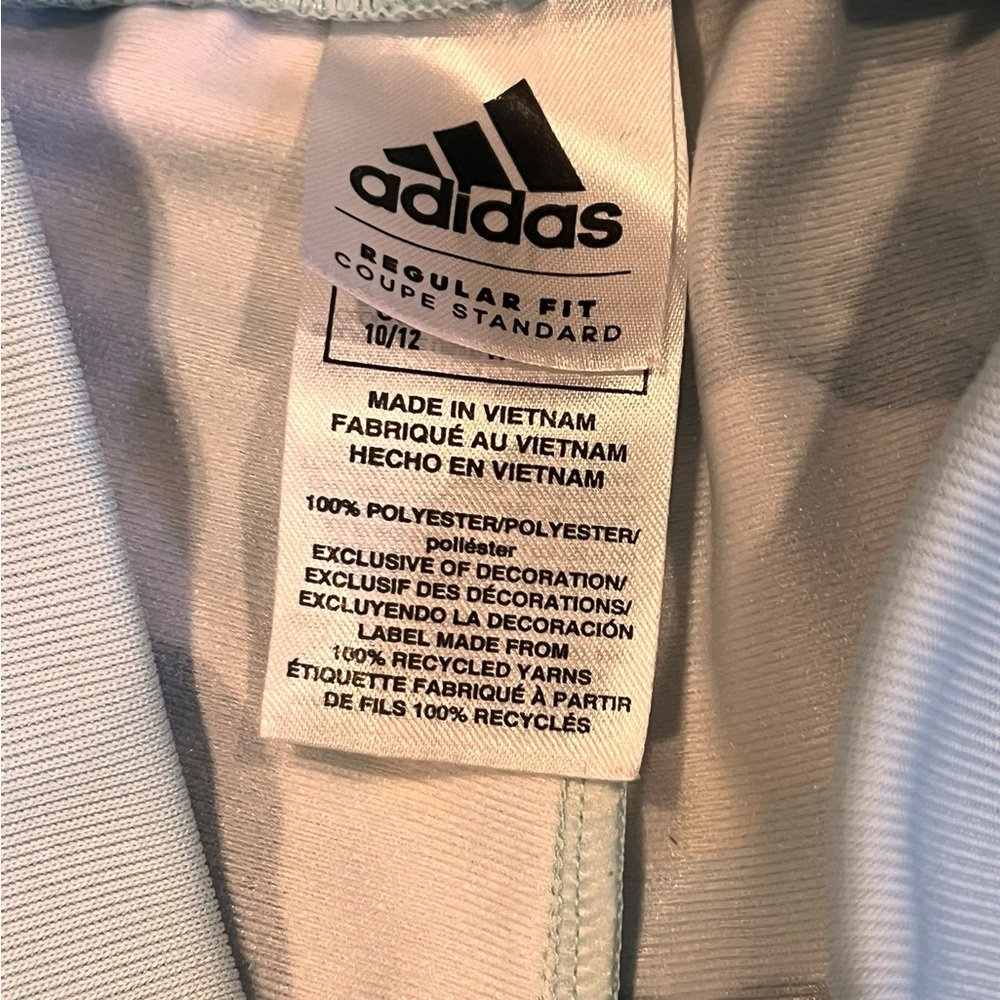 adidas
REGULAR FIT
COUPE STANDARD
10/12
MADE IN VIETNAM
FABRIQUÉ AU VIETNAM
HECHO EN VIETNAM
100% POLYESTER/POLYESTER/
poliéster
EXCLUSIVE OF DECORATION/
EXCLUSIF DES DÉCORATIONS/
EXCLUYENDO LA DECORACIÓN
LABEL MADE FROM
100% RECYCLED YARNS
ÉTIQUETTE FABRIQUÉ À PARTIR
DE FILS 100% RECYCLÉS